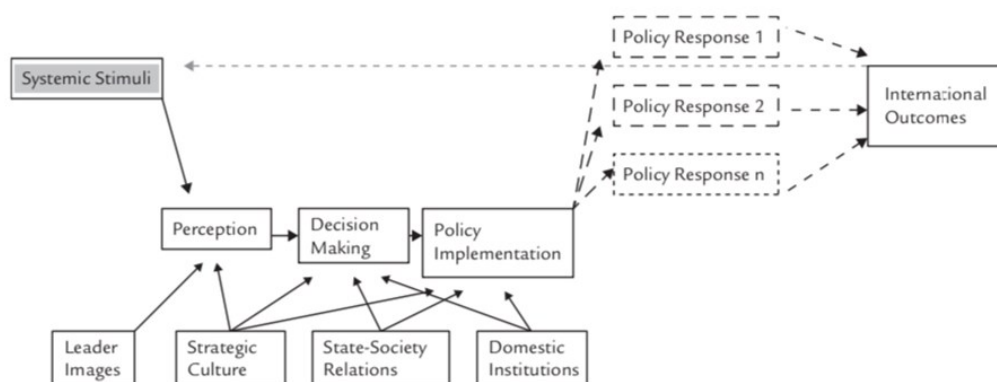 Policy Response 1
Systemic Stimuli
Policy Response 2
International
Outcomes
Policy Response n
Perception
Decision
Making
Policy
Implementation
Leader
Images
Strategic
Culture
State-Society
Relations
Domestic
Institutions